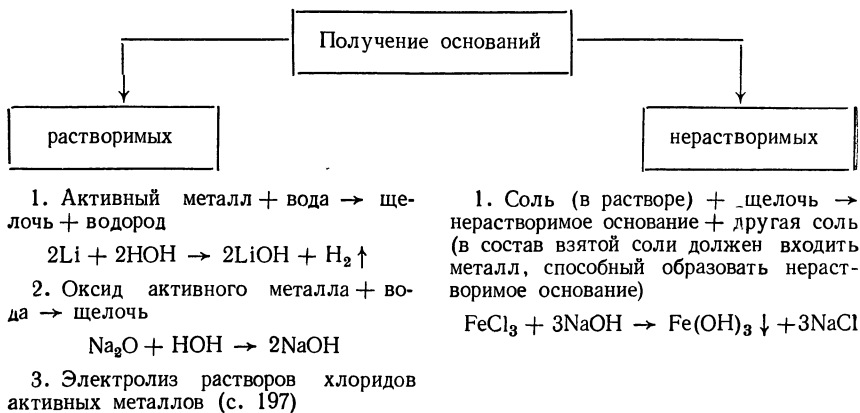 Получение оснований
растворимых
нерастворимых
1. Активный металл + вода → ще-
лочь + водород
2Li + 2HOH → 2LiOH + H₂↑
2. Оксид активного металла + во-
да → щелочь
Na₂O + HOH → 2NaOH
3. Электролиз растворов хлоридов
активных металлов (с. 197)
1. Соль (в растворе) + щелочь →
нерастворимое основание + другая соль
(в состав взятой соли должен входить
металл, способный образовать нераст-
воримое основание)
FeCl₃ + 3NaOH → Fe(OH)₃↓ +3NaCl